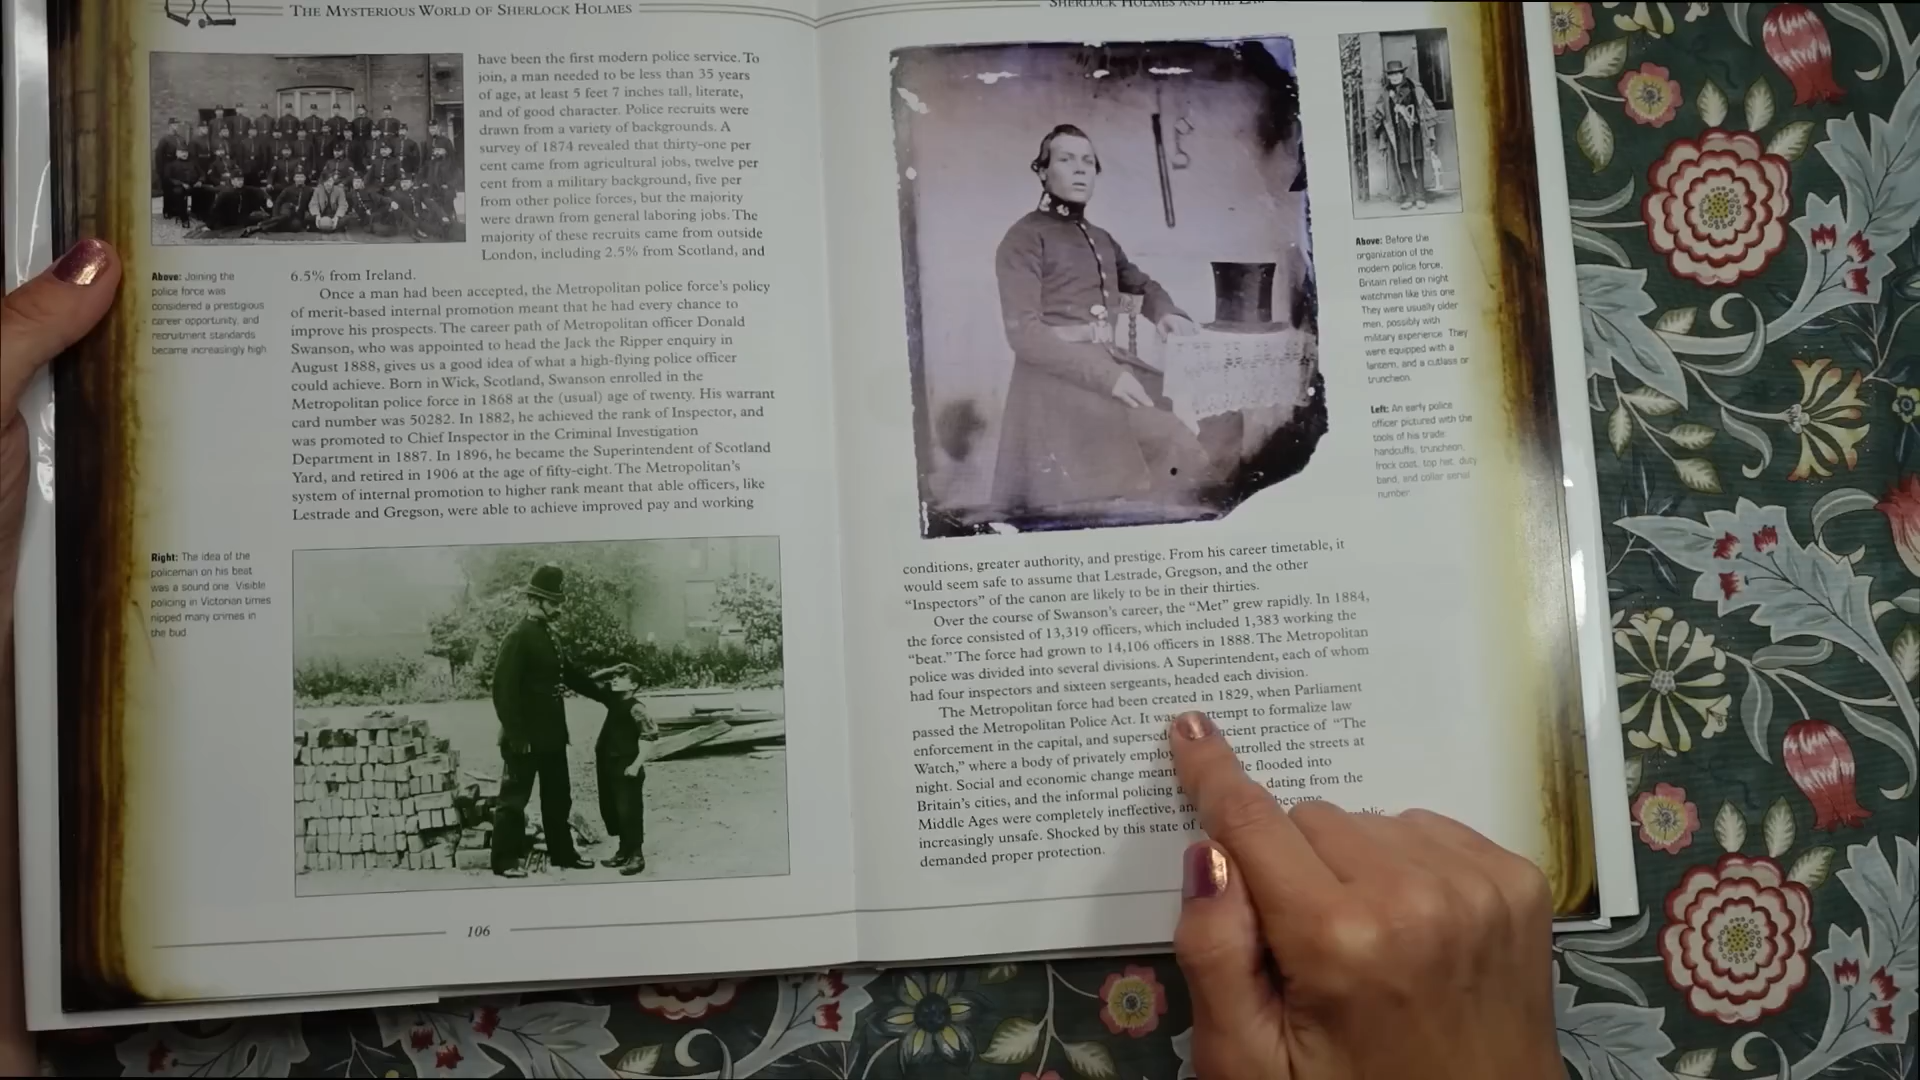 THE MYSTERIOUS WORLD OF SHERLOCK HOLMES
have been the first modern police service. To
join, a man needed to be less than 35 years
of age, at least 5 feet 7 inches tall, literate,
and of good character. Police recruits were
drawn from a variety of backgrounds. A
survey of 1874 revealed that thirty-one per
cent came from agricultural jobs, twelve per
cent from a military background, five per
from other police forces, but the majority
were drawn from general laboring jobs. The
majority of these recruits came from outside
London, including 2.5% from Scotland, and
6.5% from Ireland.
Once a man had been accepted, the Metropolitan police force's policy
of merit-based internal promotion meant that he had every chance to
improve his prospects. The career path of Metropolitan officer Donald
Swanson, who was appointed to head the Jack the Ripper enquiry in
August 1888, gives us a good idea of what a high-flying police officer
could achieve. Born in Wick, Scotland, Swanson enrolled in the
Metropolitan police force in 1868 at the (usual) age of twenty. His warrant
card number was 50282. In 1882, he achieved the rank of Inspector, and
was promoted to Chief Inspector in the Criminal Investigation
Department in 1887. In 1896, he became the Superintendent of Scotland
Yard, and retired in 1906 at the age of fifty-eight. The Metropolitan's
system of internal promotion to higher rank meant that able officers, like
Lestrade and Gregson, were able to achieve improved pay and working
Above: Joining the
police force was
considered a prestigious
career opportunity, and
recruitment standards
became increasingly high.
Right: The idea of the
policeman on his beat
was a sound one. Visible
policing in Victorian times
nipped many crimes in
the bud.
106
SHERLOCK HOLMES AND THE
Above: Before the
organization of the
modern police force,
Britain relied on night
watchmen like this one.
They were usually older
men, possibly with
military experience. They
were equipped with a
lantern, and a cutlass or
truncheon.
Left: An early police
officer pictured with the
tools of his trade:
handcuffs, truncheon,
frock coat, top hat, duty
band, and collar serial
number.
conditions, greater authority, and prestige. From his career timetable, it
would seem safe to assume that Lestrade, Gregson, and the other
"Inspectors" of the canon are likely to be in their thirties.
Over the course of Swanson's career, the "Met" grew rapidly. In 1884,
the force consisted of 13,319 officers, which included 1,383 working the
"beat." The force had grown to 14,106 officers in 1888. The Metropolitan
police was divided into several divisions. A Superintendent, each of whom
had four inspectors and sixteen sergeants, headed each division.
The Metropolitan force had been created in 1829, when Parliament
passed the Metropolitan Police Act. It was attempt to formalize law
enforcement in the capital, and ancient practice of "The
Watch," where a body of privately patrolled the streets at
night. Social and economic change meant flooded into
Britain's cities, and the informal policing dating from the
Middle Ages were completely ineffective, became
increasingly unsafe. Shocked by this state of public
demanded proper protection.